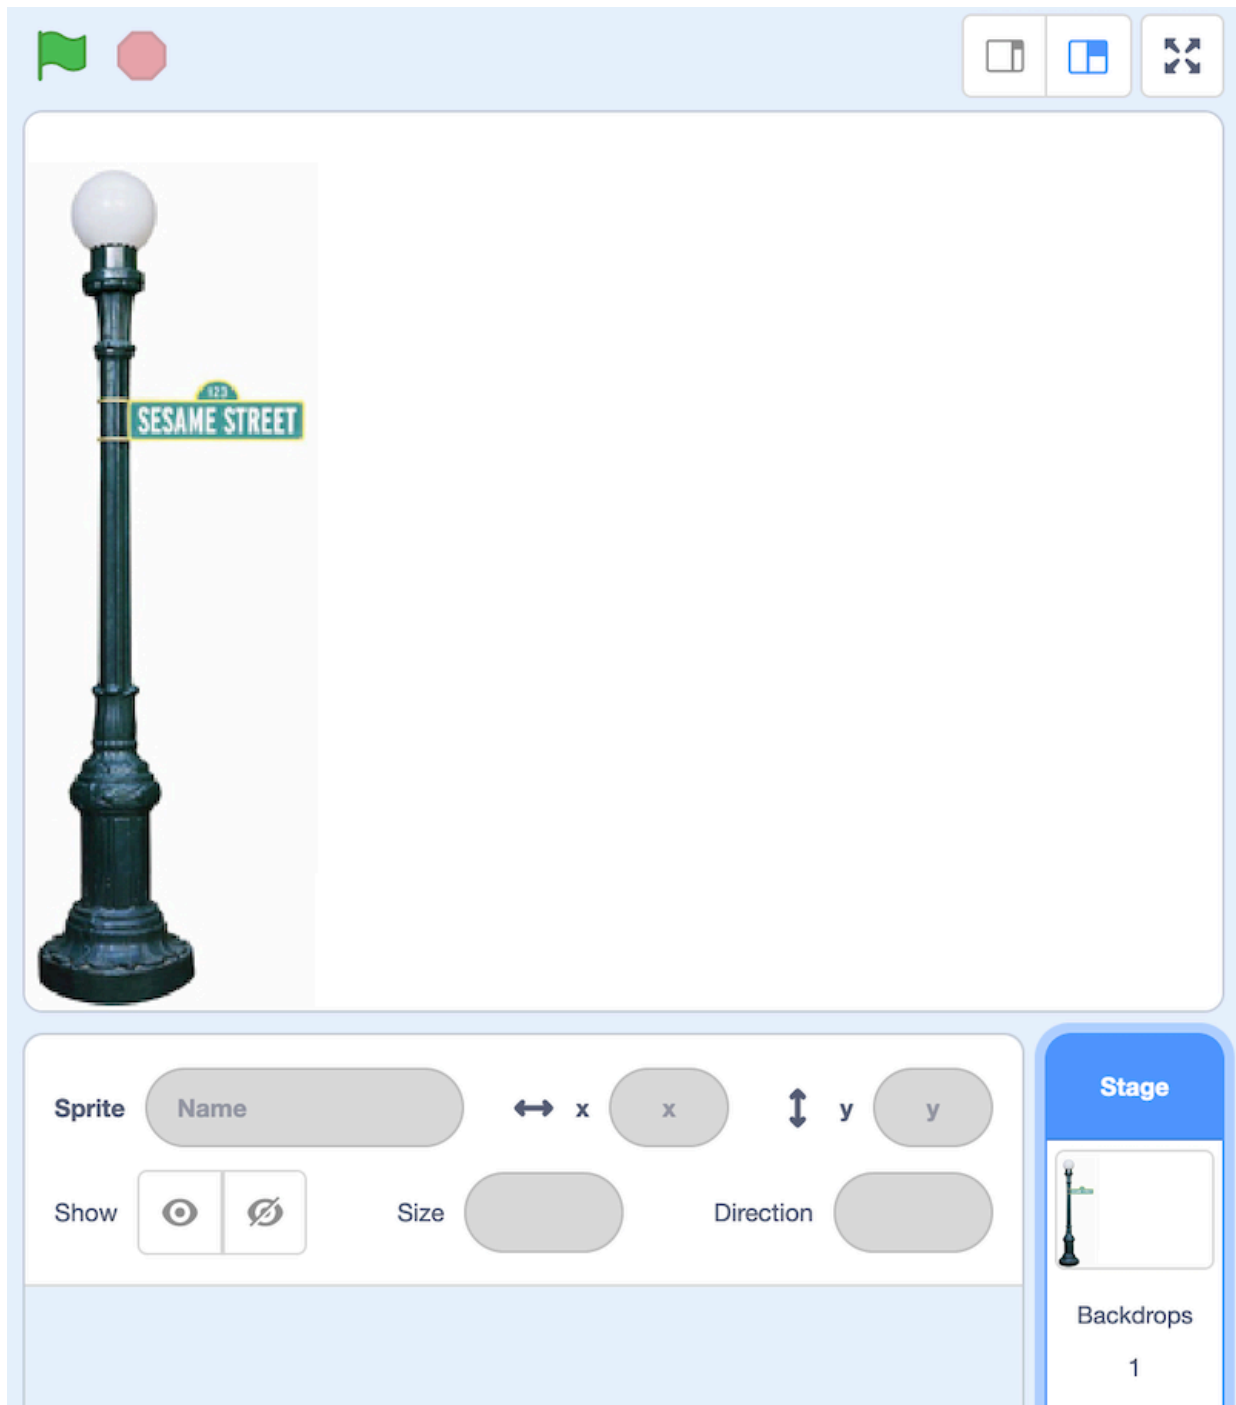 123
SESAME STREET
Sprite Name x x y y
Show Size Direction
Stage
Backdrops
1